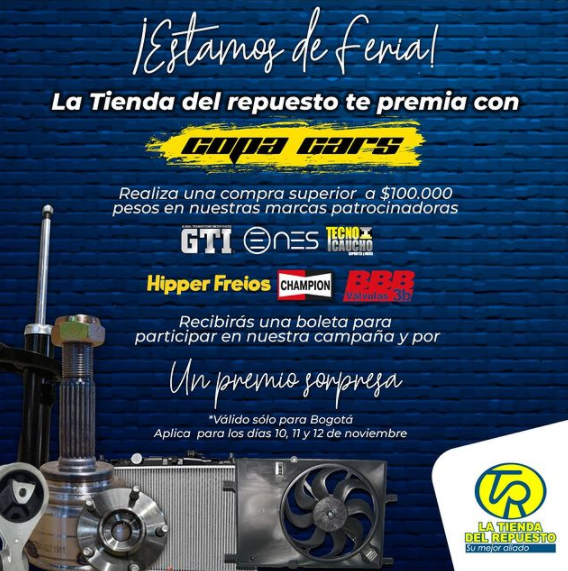 ¡Estamos de feria!
La Tienda del repuesto te premia con
copa cars
Realiza una compra superior a $100.000
pesos en nuestras marcas patrocinadoras
GTI ENES TECNO
CAUCHO
Hipper Freios CHAMPION BBB
Válvulas 3b
Recibirás una boleta para
participar en nuestra campaña y por
Un premio sorpresa
*Válido sólo para Bogotá
Aplica para los días 10, 11 y 12 de noviembre
TR
LA TIENDA
DEL REPUESTO
Su mejor aliado